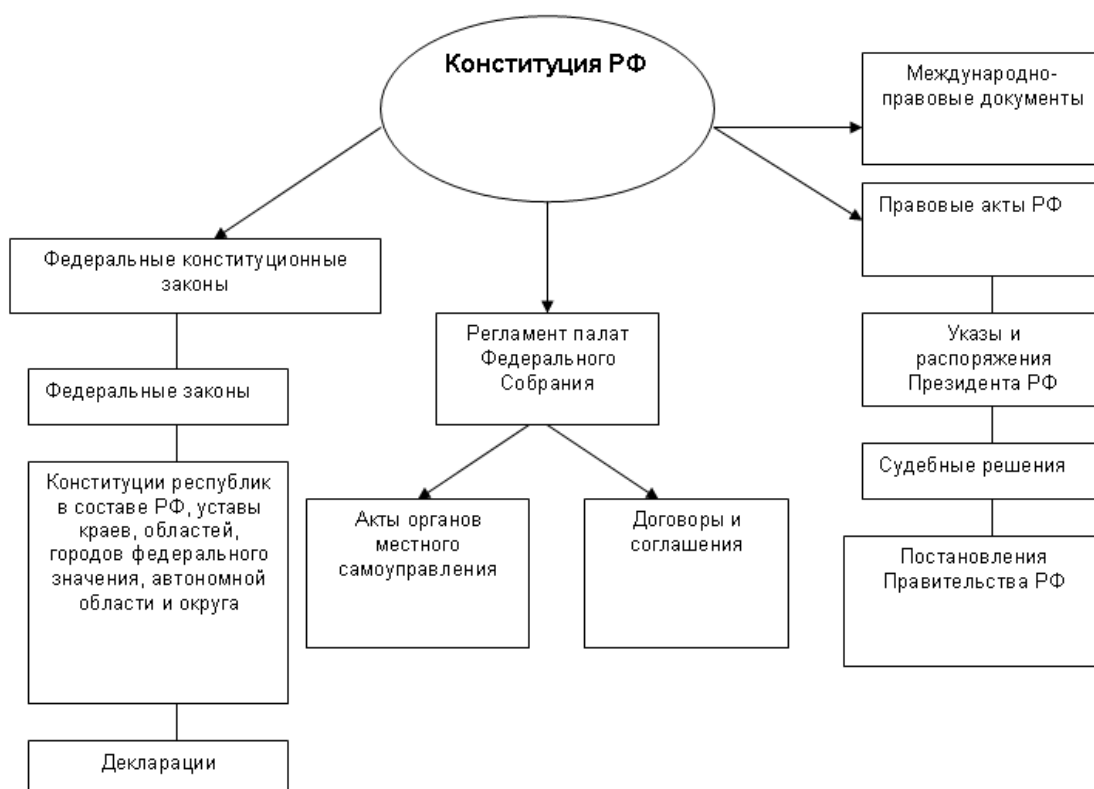 Конституция РФ
Международно-
правовые документы
Правовые акты РФ
Федеральные конституционные
законы
Регламент палат
Федерального
Собрания
Указы и
распоряжения
Президента РФ
Федеральные законы
Судебные решения
Конституции республик
в составе РФ, уставы
краев, областей,
городов федерального
значения, автономной
области и округа
Акты органов
местного
самоуправления
Договоры и
соглашения
Постановления
Правительства РФ
Декларации